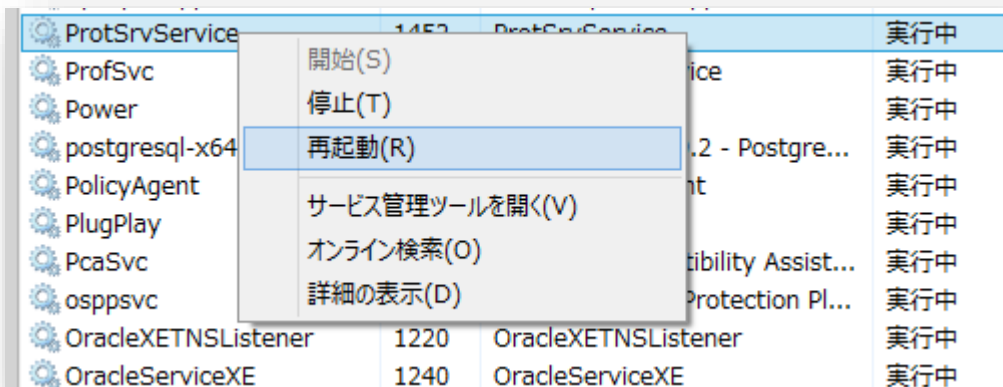 ProtSrvService 1452 ProtSrvService 実行中
ProfSvc ice 実行中
Power 実行中
postgresql-x64 .2 - Postgre... 実行中
PolicyAgent nt 実行中
PlugPlay 実行中
PcaSvc tibility Assist... 実行中
osppsvc Protection Pl... 実行中
OracleXETNSListener 1220 OracleXETNSListener 実行中
OracleServiceXE 1240 OracleServiceXE 実行中
開始(S)
停止(T)
再起動(R)
サービス管理ツールを開く(V)
オンライン検索(O)
詳細の表示(D)